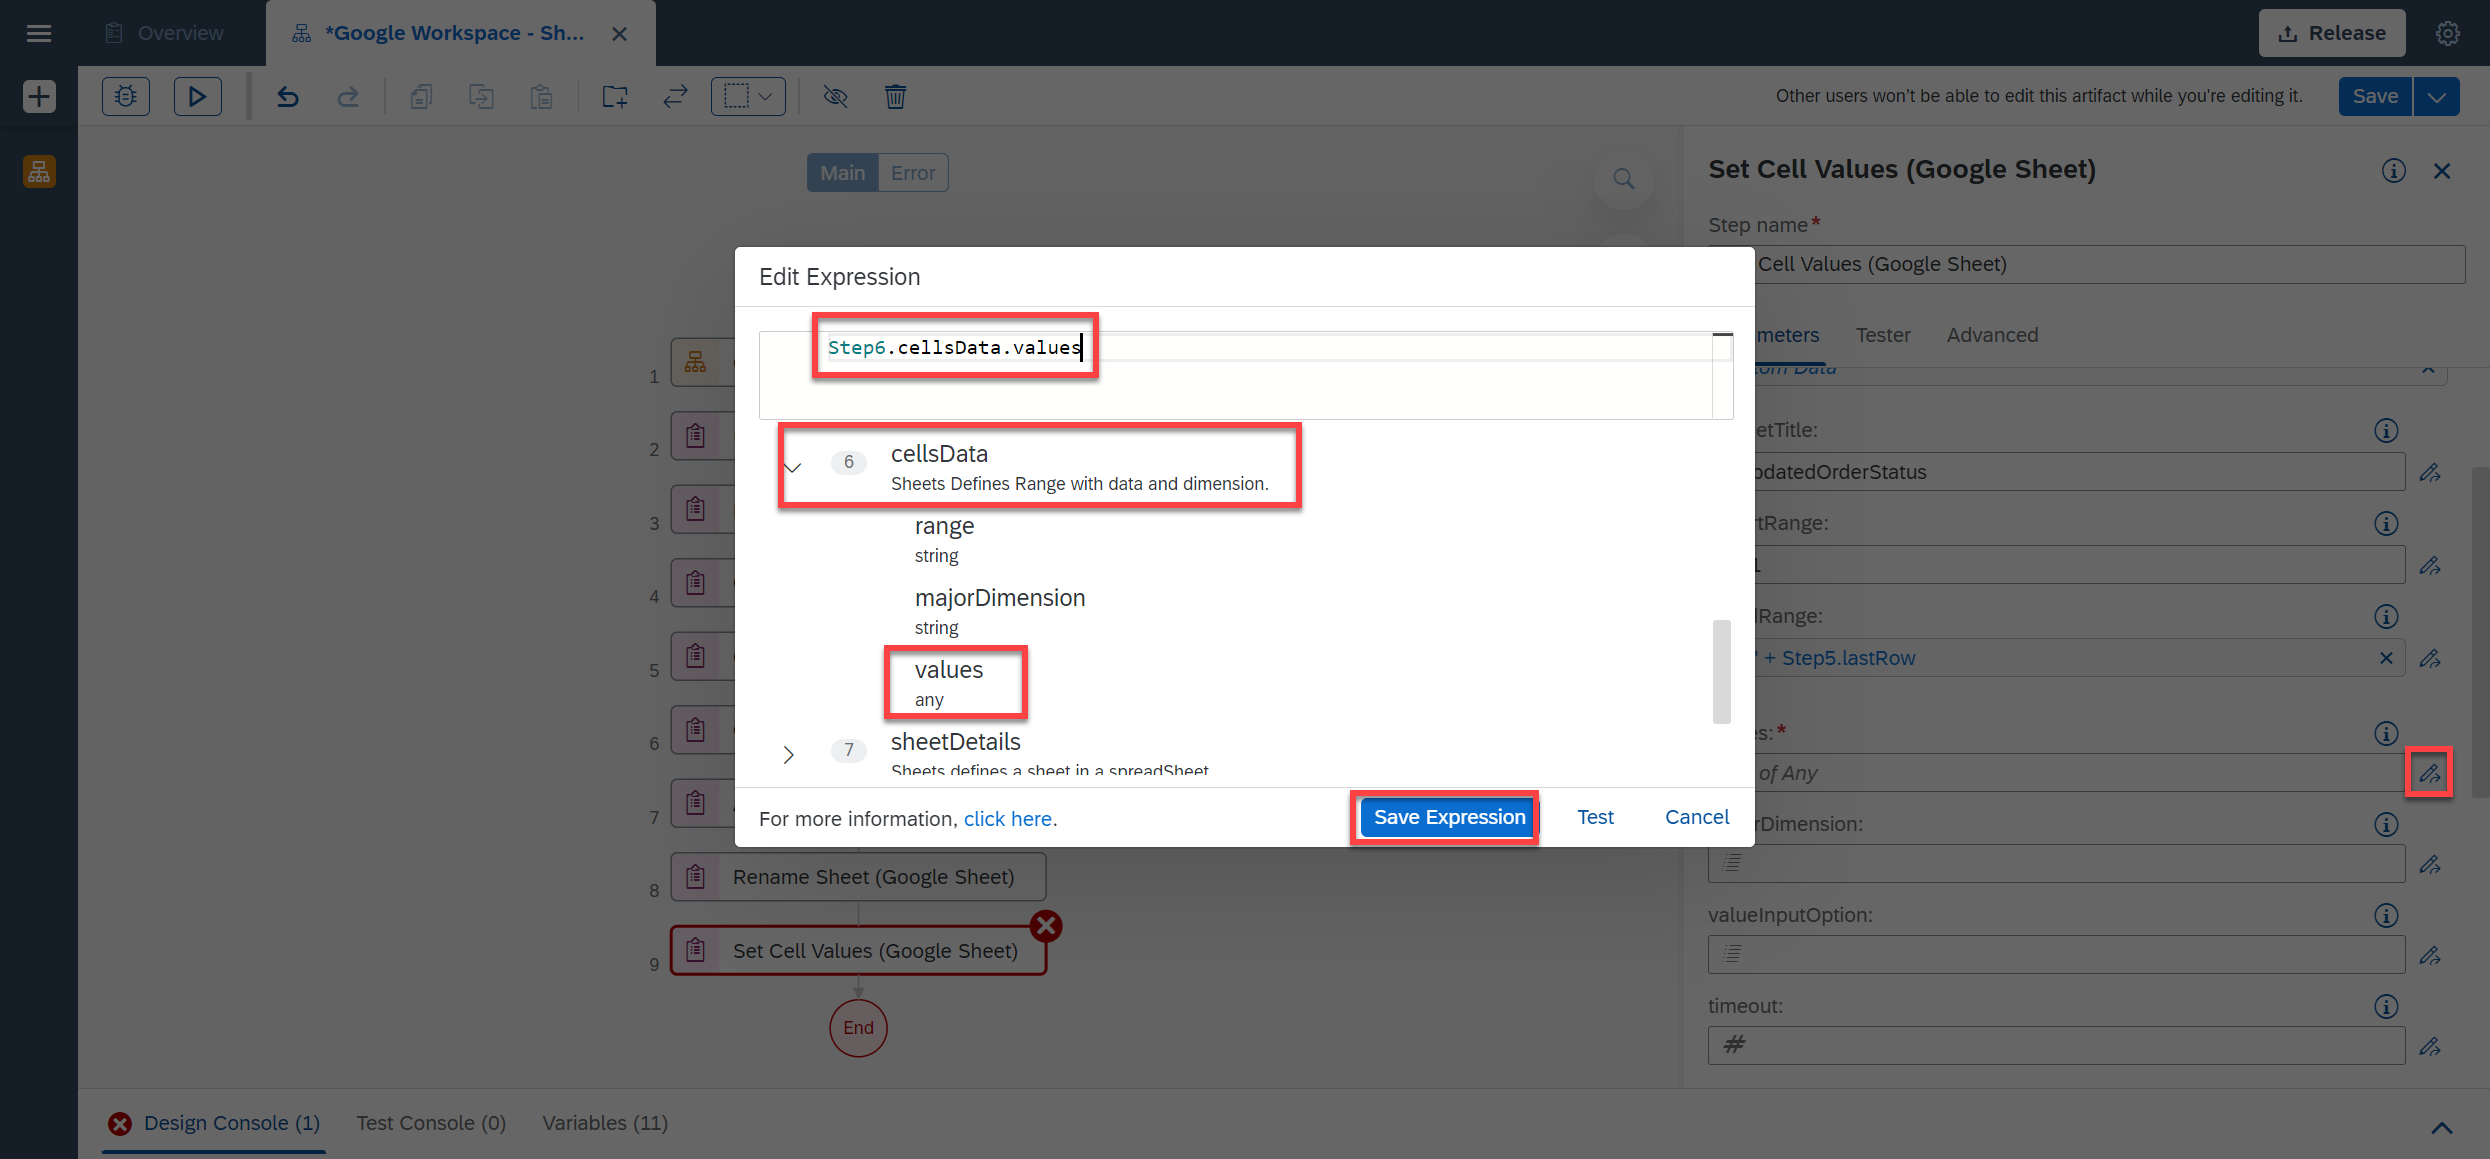 Overview
*Google Workspace - Sh...
Release
Other users won't be able to edit this artifact while you're editing it.
Save
Main
Error
Set Cell Values (Google Sheet)
Step name*
Cell Values (Google Sheet)
meters
Tester
Advanced
Data
etTitle:
pdatedOrderStatus
tRange:
Range:
" + Step5.lastRow
s:*
of Any
rDimension:
valueInputOption:
timeout:
#
Edit Expression
Step6.cellsData.values
6
cellsData
Sheets Defines Range with data and dimension.
range
string
majorDimension
string
values
any
7
sheetDetails
Sheets defines a sheet in a spreadSheet
For more information, click here.
Save Expression
Test
Cancel
1
2
3
4
5
6
7
8
Rename Sheet (Google Sheet)
9
Set Cell Values (Google Sheet)
End
Design Console (1)
Test Console (0)
Variables (11)